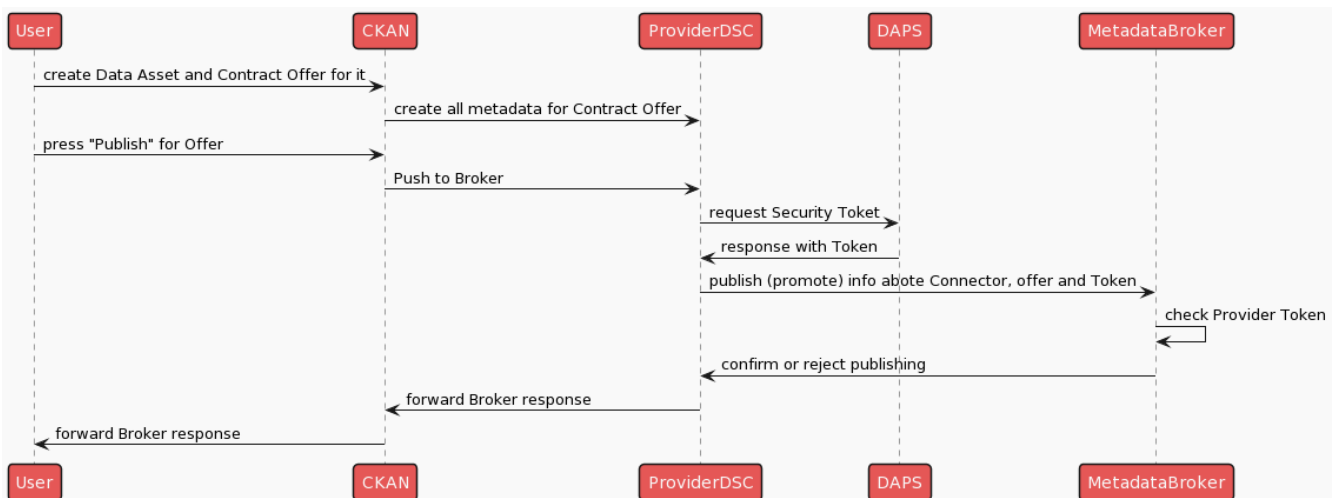 User CKAN ProviderDSC DAPS MetadataBroker
create Data Asset and Contract Offer for it
create all metadata for Contract Offer
press "Publish" for Offer
Push to Broker
request Security Toket
response with Token
publish (promote) info abote Connector, offer and Token
check Provider Token
confirm or reject publishing
forward Broker response
forward Broker response
User CKAN ProviderDSC DAPS MetadataBroker